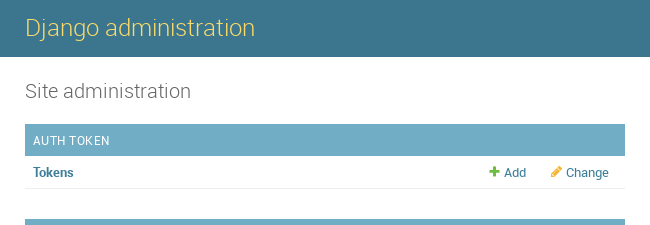 Django administration
Site administration
AUTH TOKEN
Tokens Add Change